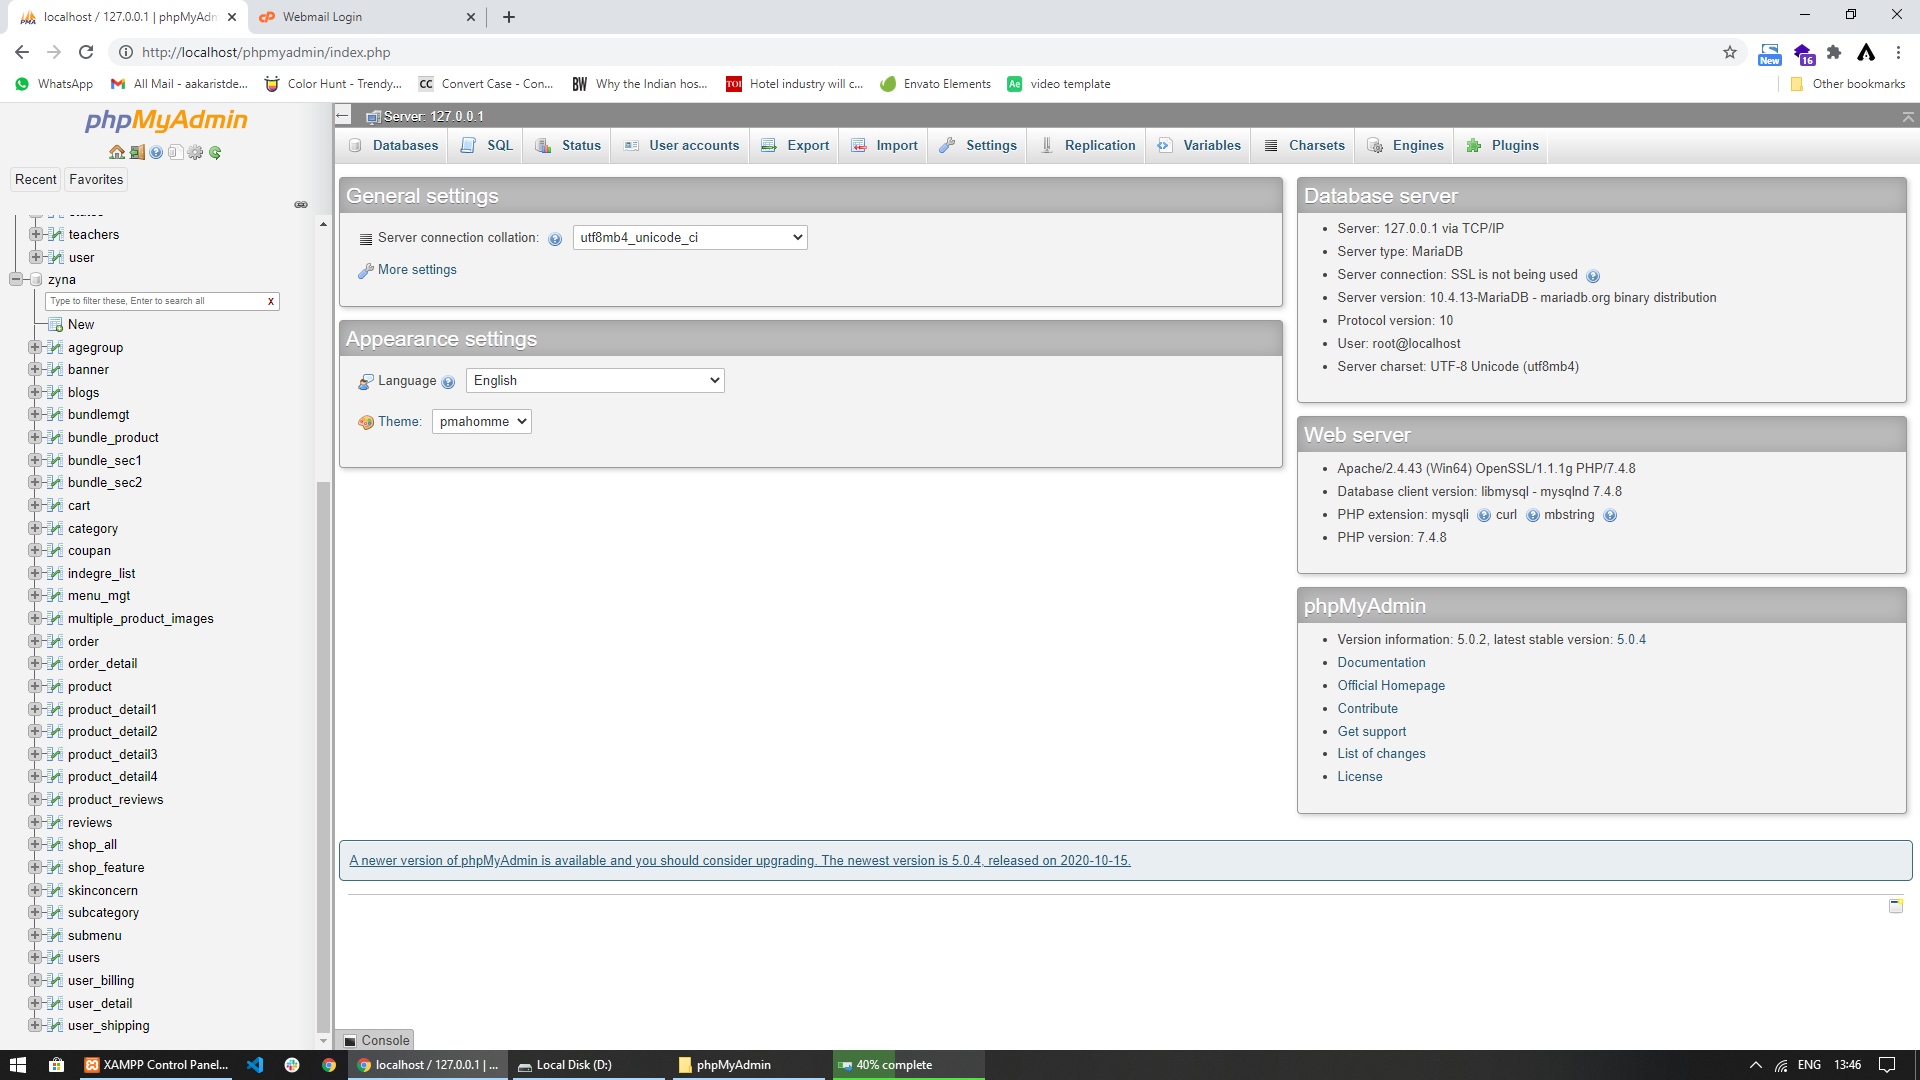 localhost / 127.0.0.1 | phpMyAdm
Webmail Login
http://localhost/phpmyadmin/index.php
New
16
WhatsApp
All Mail - aakaristde...
Color Hunt - Trendy...
CC
Convert Case - Con...
BW
Why the Indian hos...
TOI
Hotel industry will c...
Envato Elements
Ae
video template
Other bookmarks
phpMyAdmin
Recent
Favorites
teachers
user
zyna
Type to filter these, Enter to search all
X
New
agegroup
banner
blogs
bundlemgt
bundle_product
bundle_sec1
bundle_sec2
cart
category
coupan
indegre_list
menu_mgt
multiple_product_images
order
order_detail
product
product_detail1
product_detail2
product_detail3
product_detail4
product_reviews
reviews
shop_all
shop_feature
skinconcern
subcategory
submenu
users
user_billing
user_detail
user_shipping
Server: 127.0.0.1
Databases
SQL
Status
User accounts
Export
Import
Settings
Replication
Variables
Charsets
Engines
Plugins
General settings
Server connection collation:
utf8mb4_unicode_ci
More settings
Appearance settings
Language
English
Theme:
pmahomme
Database server
Server: 127.0.0.1 via TCP/IP
Server type: MariaDB
Server connection: SSL is not being used
Server version: 10.4.13-MariaDB - mariadb.org binary distribution
Protocol version: 10
User: root@localhost
Server charset: UTF-8 Unicode (utf8mb4)
Web server
Apache/2.4.43 (Win64) OpenSSL/1.1.1g PHP/7.4.8
Database client version: libmysql - mysqlnd 7.4.8
PHP extension: mysqli curl mbstring
PHP version: 7.4.8
phpMyAdmin
Version information: 5.0.2, latest stable version: 5.0.4
Documentation
Official Homepage
Contribute
Get support
List of changes
License
A newer version of phpMyAdmin is available and you should consider upgrading. The newest version is 5.0.4, released on 2020-10-15.
Console
XAMPP Control Panel...
localhost / 127.0.0.1 | ...
Local Disk (D:)
phpMyAdmin
40% complete
ENG
13:46